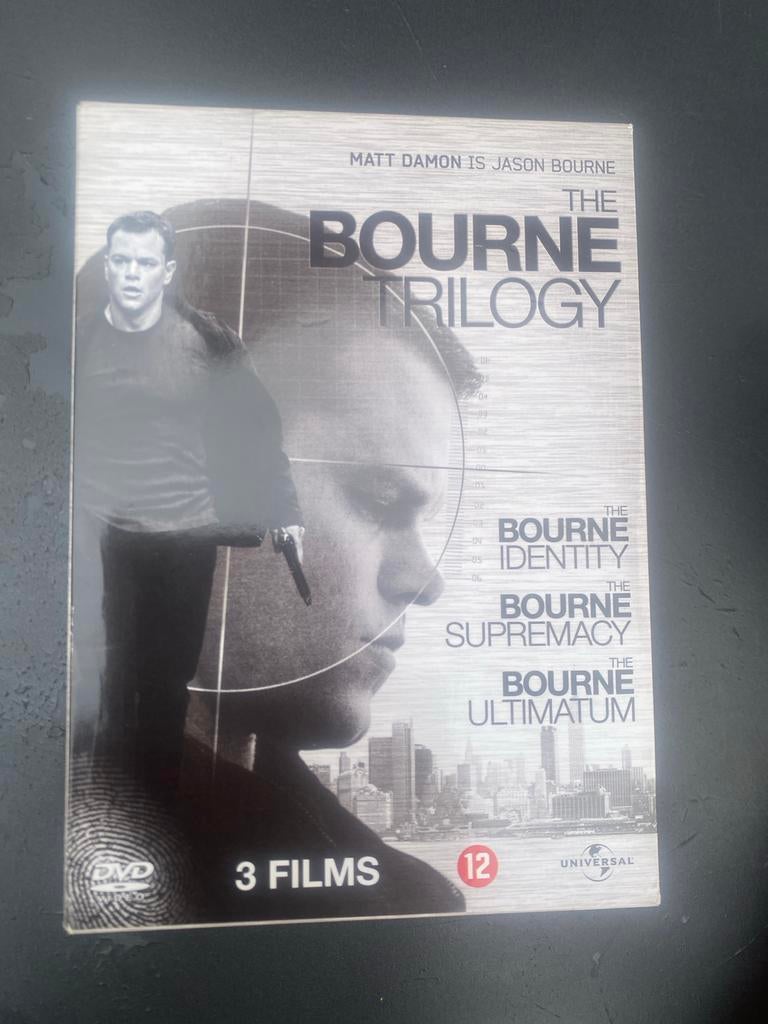 MATT DAMON IS JASON BOURNE
THE
BOURNE
TRILOGY
THE
BOURNE
IDENTITY
THE
BOURNE
SUPREMACY
THE
BOURNE
ULTIMATUM
DVD
VIDEO
3 FILMS
12
UNIVERSAL